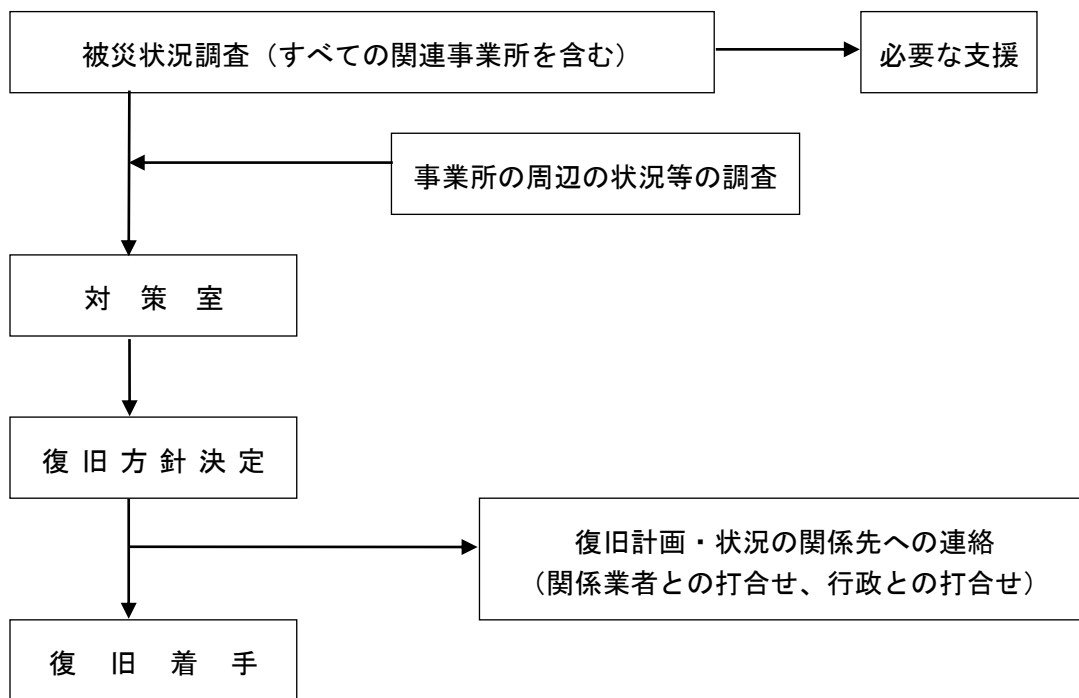 被災状況調査（すべての関連事業所を含む）
必要な支援
事業所の周辺の状況等の調査
対策室
復旧方針決定
復旧計画・状況の関係先への連絡
（関係業者との打合せ、行政との打合せ）
復旧着手